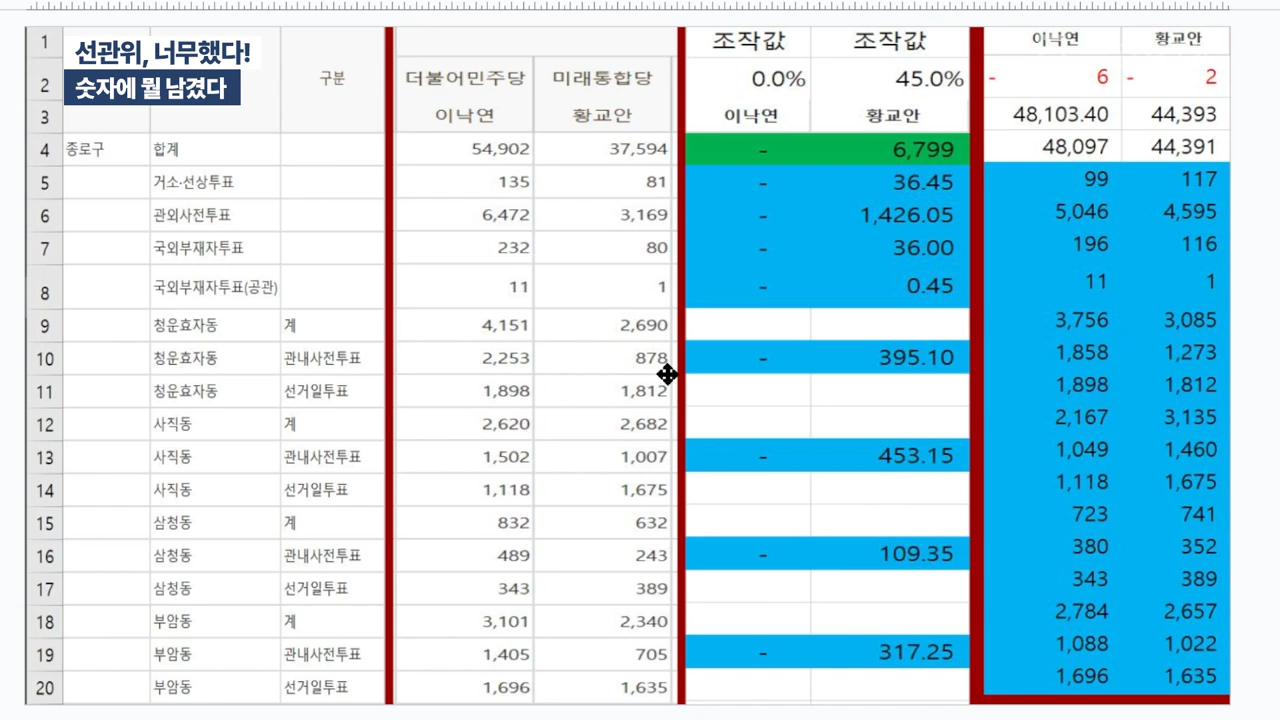 선관위, 너무했다!
숫자에 뭘 남겼다
1 조작값 조작값 이낙연 황교안
2 구분 더불어민주당 미래통합당 0.0% 45.0% - 6 - 2
3 이낙연 황교안 이낙연 황교안 48,103.40 44,393
4 종로구 합계 54,902 37,594 - 6,799 48,097 44,391
5 거소·선상투표 135 81 - 36.45 99 117
6 관외사전투표 6,472 3,169 - 1,426.05 5,046 4,595
7 국외부재자투표 232 80 - 36.00 196 116
8 국외부재자투표(공관) 11 1 - 0.45 11 1
9 청운효자동 계 4,151 2,690 3,756 3,085
10 청운효자동 관내사전투표 2,253 878 - 395.10 1,858 1,273
11 청운효자동 선거일투표 1,898 1,812 1,898 1,812
12 사직동 계 2,620 2,682 2,167 3,135
13 사직동 관내사전투표 1,502 1,007 - 453.15 1,049 1,460
14 사직동 선거일투표 1,118 1,675 1,118 1,675
15 삼청동 계 832 632 723 741
16 삼청동 관내사전투표 489 243 - 109.35 380 352
17 삼청동 선거일투표 343 389 343 389
18 부암동 계 3,101 2,340 2,784 2,657
19 부암동 관내사전투표 1,405 705 - 317.25 1,088 1,022
20 부암동 선거일투표 1,696 1,635 1,696 1,635